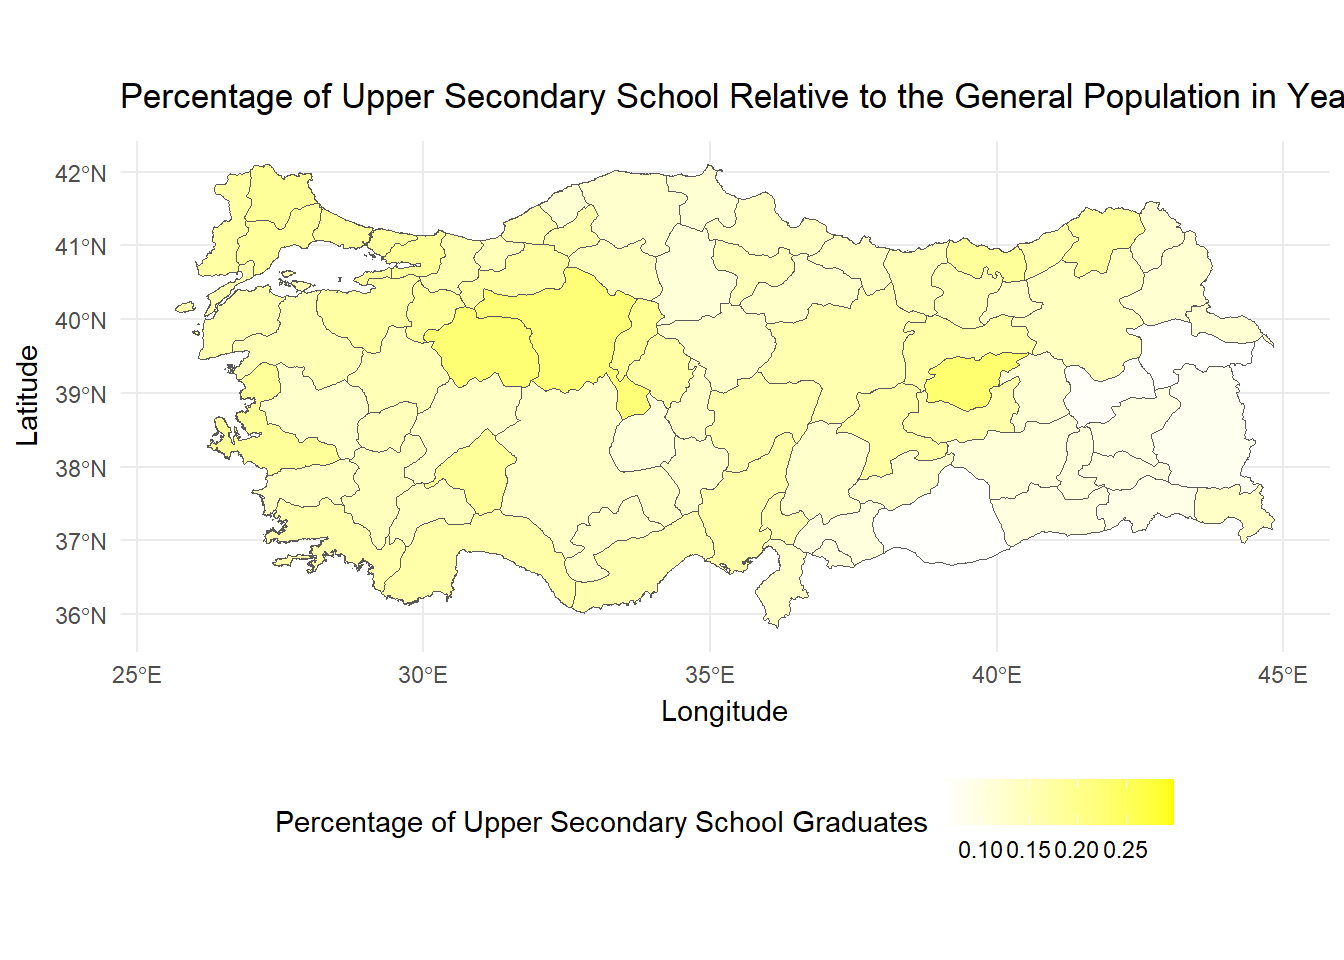 Percentage of Upper Secondary School Relative to the General Population in Yea
42°N
41°N
40°N
39°N
38°N
37°N
36°N
Latitude
25°E 30°E 35°E 40°E 45°E
Longitude
Percentage of Upper Secondary School Graduates
0.10 0.15 0.20 0.25